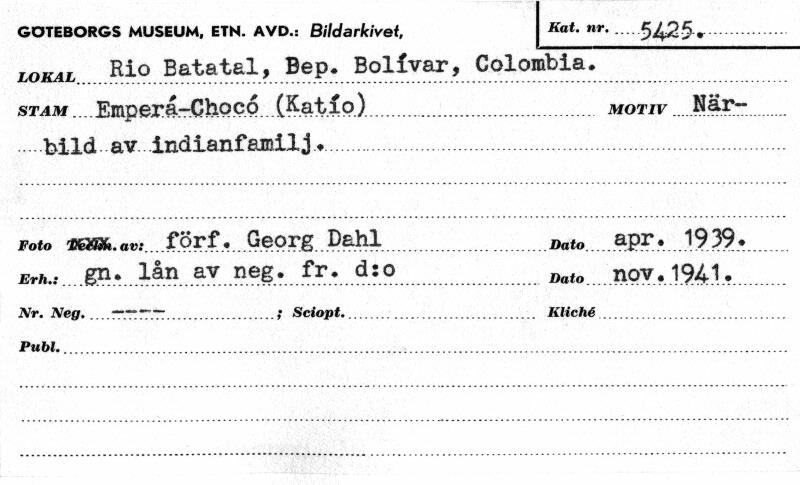 GÖTEBORGS MUSEUM, ETN. AVD.: Bildarkivet, Kat. nr. 5425.
LOKAL Rio Batatal, Bep. Bolívar, Colombia.
STAM Emperá-Chocó (Katío) MOTIV När-
bild av indianfamilj.
Foto Teckn. av: förf. Georg Dahl Dato apr. 1939.
Erh.: gn. lån av neg. fr. d:o Dato nov.1941.
Nr. Neg. ---- ; Sciopt. Kliché
Publ.